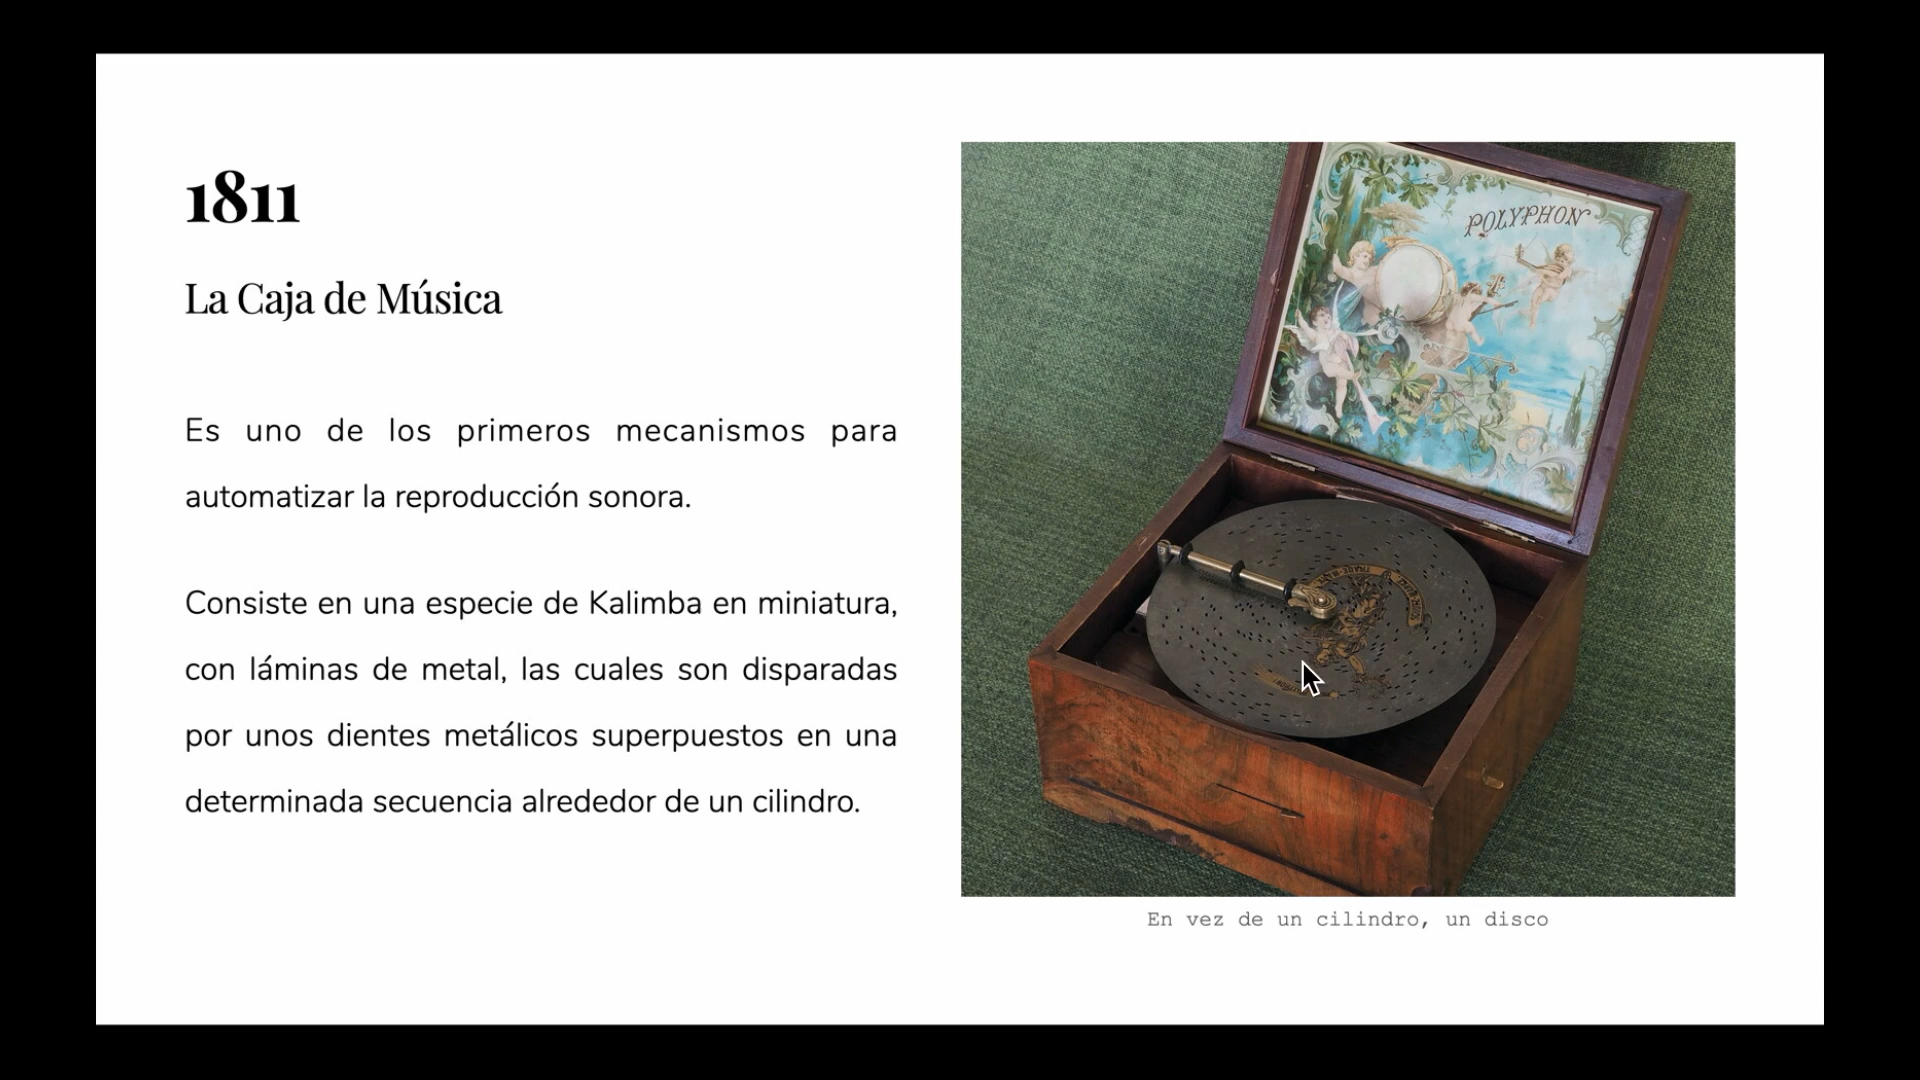 1811
La Caja de Música
Es uno de los primeros mecanismos para
automatizar la reproducción sonora.
Consiste en una especie de Kalimba en miniatura,
con láminas de metal, las cuales son disparadas
por unos dientes metálicos superpuestos en una
determinada secuencia alrededor de un cilindro.
POLYPHON
En vez de un cilindro, un disco